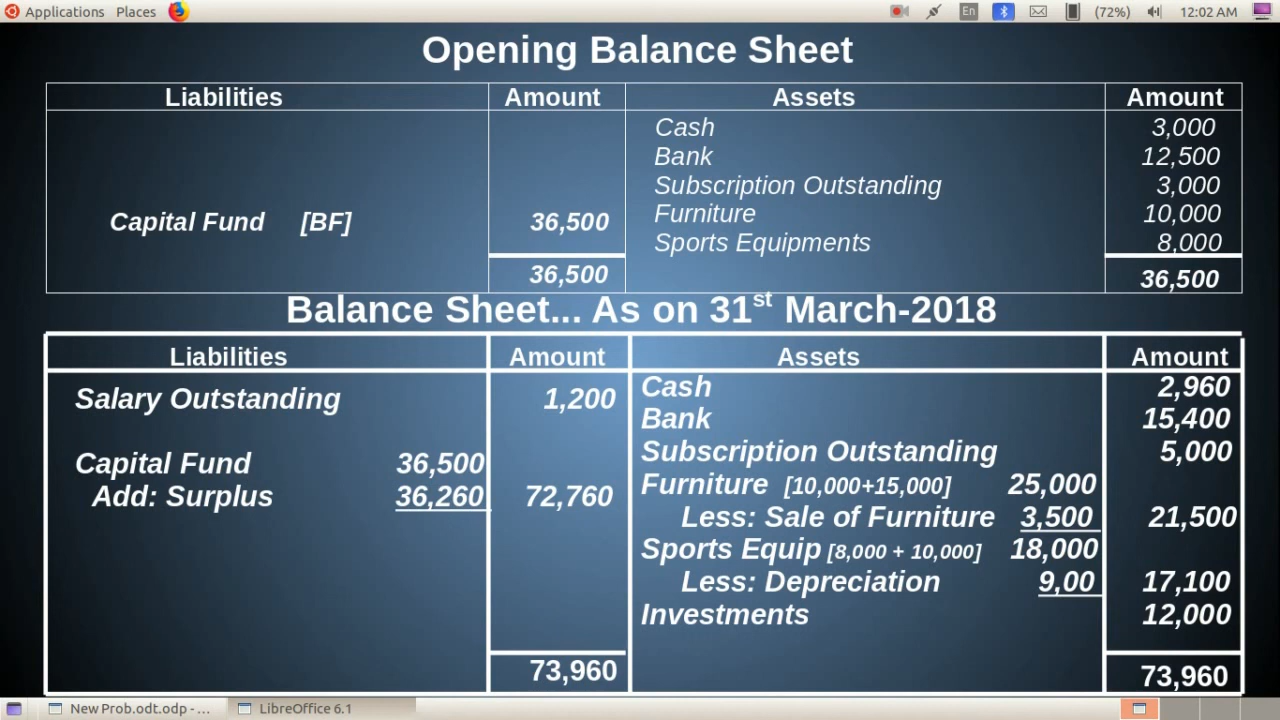 Applications Places En (72%) 12:02 AM
Opening Balance Sheet
Liabilities Amount Assets Amount
Cash 3,000
Bank 12,500
Subscription Outstanding 3,000
Capital Fund [BF] 36,500 Furniture 10,000
Sports Equipments 8,000
36,500 36,500
Balance Sheet... As on 31st March-2018
Liabilities Amount Assets Amount
Salary Outstanding 1,200 Cash 2,960
Bank 15,400
Subscription Outstanding 5,000
Capital Fund 36,500 Furniture [10,000+15,000] 25,000
Add: Surplus 36,260 72,760 Less: Sale of Furniture 3,500 21,500
Sports Equip [8,000 + 10,000] 18,000
Less: Depreciation 9,00 17,100
Investments 12,000
73,960 73,960
New Prob.odt.odp - ... LibreOffice 6.1